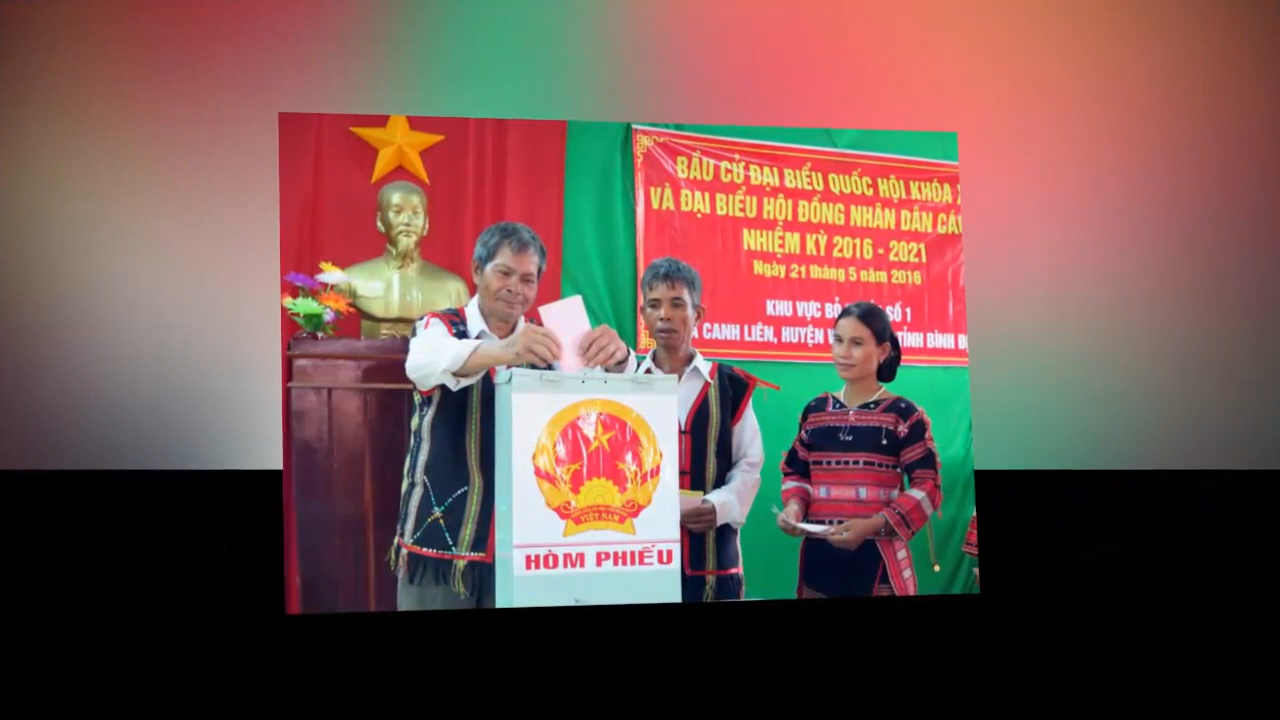 BẦU CỬ ĐẠI BIỂU QUỐC HỘI KHÓA
VÀ ĐẠI BIỂU HỘI ĐỒNG NHÂN DÂN
NHIỆM KỲ 2016 - 2021
Ngày 21 tháng 5 năm 2016
KHU VỰC BỎ SỐ 1
CANH LIÊN, HUYỆN TỈNH BÌNH
VIỆT NAM
HÒM PHIẾU